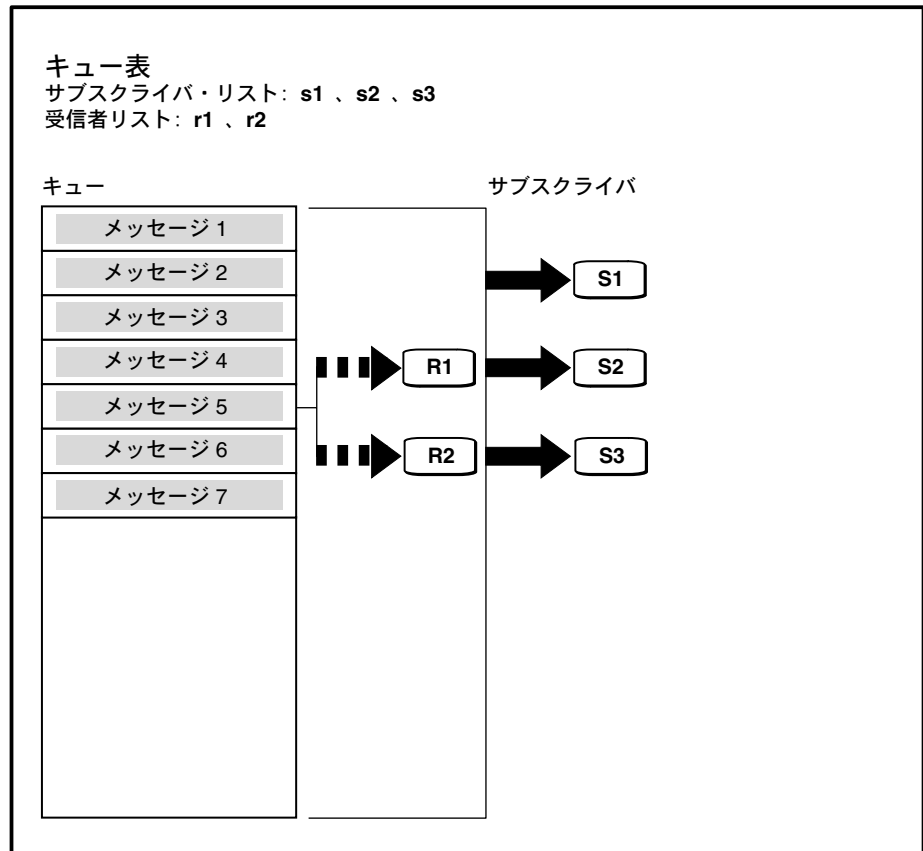 キュー表
サブスクライバ・リスト: s1 、s2 、s3
受信者リスト: r1 、r2
キュー
サブスクライバ
メッセージ 1
メッセージ 2
S1
メッセージ 3
メッセージ 4
R1
S2
メッセージ 5
メッセージ 6
R2
S3
メッセージ 7